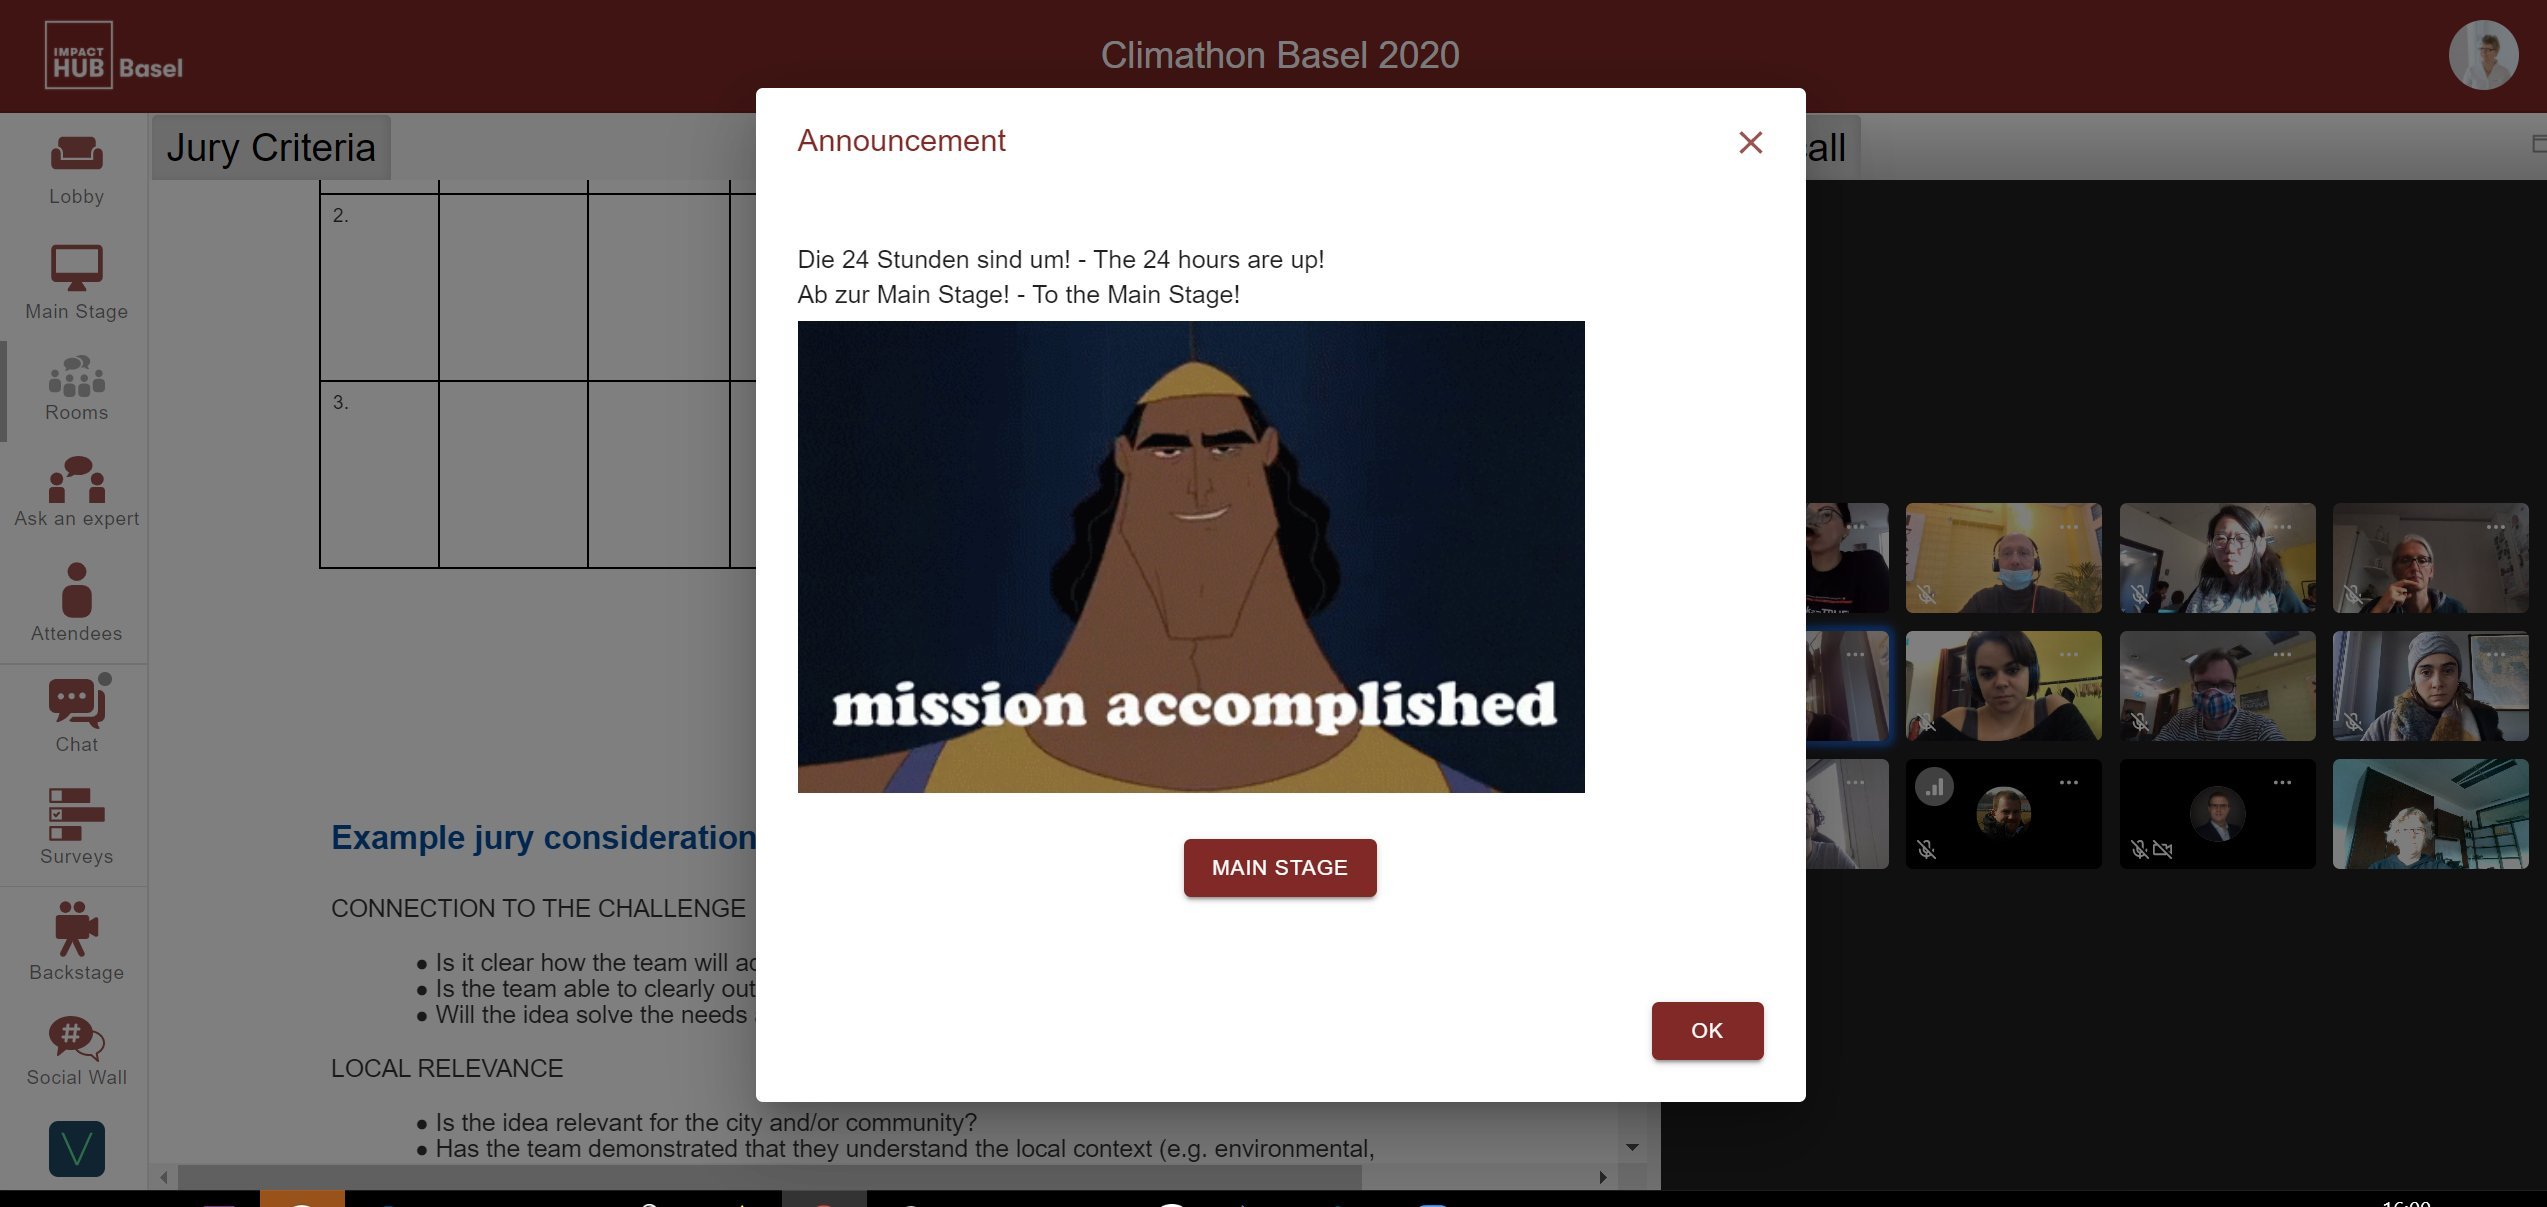 IMPACT
HUB Basel
Climathon Basel 2020
Lobby
Main Stage
Rooms
Ask an expert
Attendees
Chat
Surveys
Backstage
Social Wall
Jury Criteria
2.
3.
Example jury consideration
CONNECTION TO THE CHALLENGE
● Is it clear how the team will
● Is the team able to clearly
● Will the idea solve the needs
LOCAL RELEVANCE
● Is the idea relevant for the city and/or community?
● Has the team demonstrated that they understand the local context (e.g. environmental,
Announcement
Die 24 Stunden sind um! - The 24 hours are up!
Ab zur Main Stage! - To the Main Stage!
mission accomplished
MAIN STAGE
OK